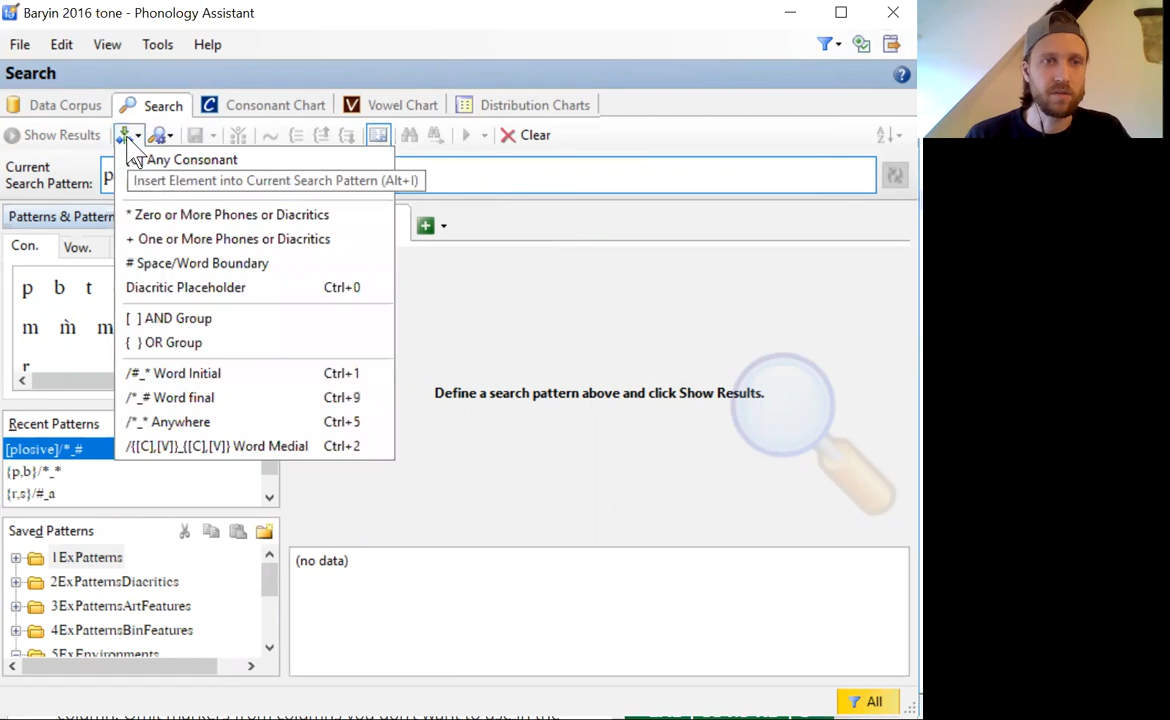 Baryin 2016 tone - Phonology Assistant
File Edit View Tools Help
Search
Data Corpus Search Consonant Chart Vowel Chart Distribution Charts
Show Results Clear
Current
Search Pattern: p
Any Consonant
Insert Element into Current Search Pattern (Alt+I)
* Zero or More Phones or Diacritics
+ One or More Phones or Diacritics
# Space/Word Boundary
Diacritic Placeholder Ctrl+0
[ ] AND Group
{ } OR Group
/#_* Word Initial Ctrl+1
/*_# Word final Ctrl+9
/*_* Anywhere Ctrl+5
/{[C],[V]}_{[C],[V]} Word Medial Ctrl+2
Patterns & Pattern
Con. Vow.
p b t
m m̀ m
r
Recent Patterns
[plosive]/*_#
{p,b}/*_*
{r,s}/#_a
Saved Patterns
1ExPatterns
2ExPatternsDiacritics
3ExPatternsArtFeatures
4ExPatternsBinFeatures
5ExEnvironments
Define a search pattern above and click Show Results.
(no data)
All